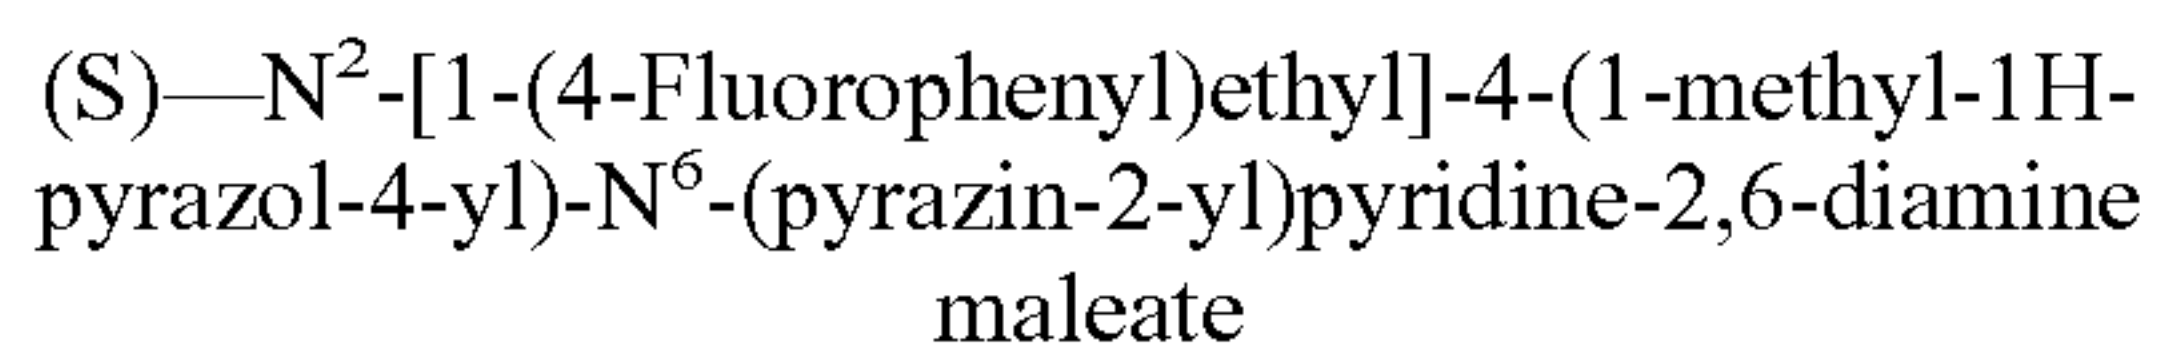 (S)—N²-[1-(4-Fluorophenyl)ethyl]-4-(1-methyl-1H-
pyrazol-4-yl)-N⁶-(pyrazin-2-yl)pyridine-2,6-diamine
maleate